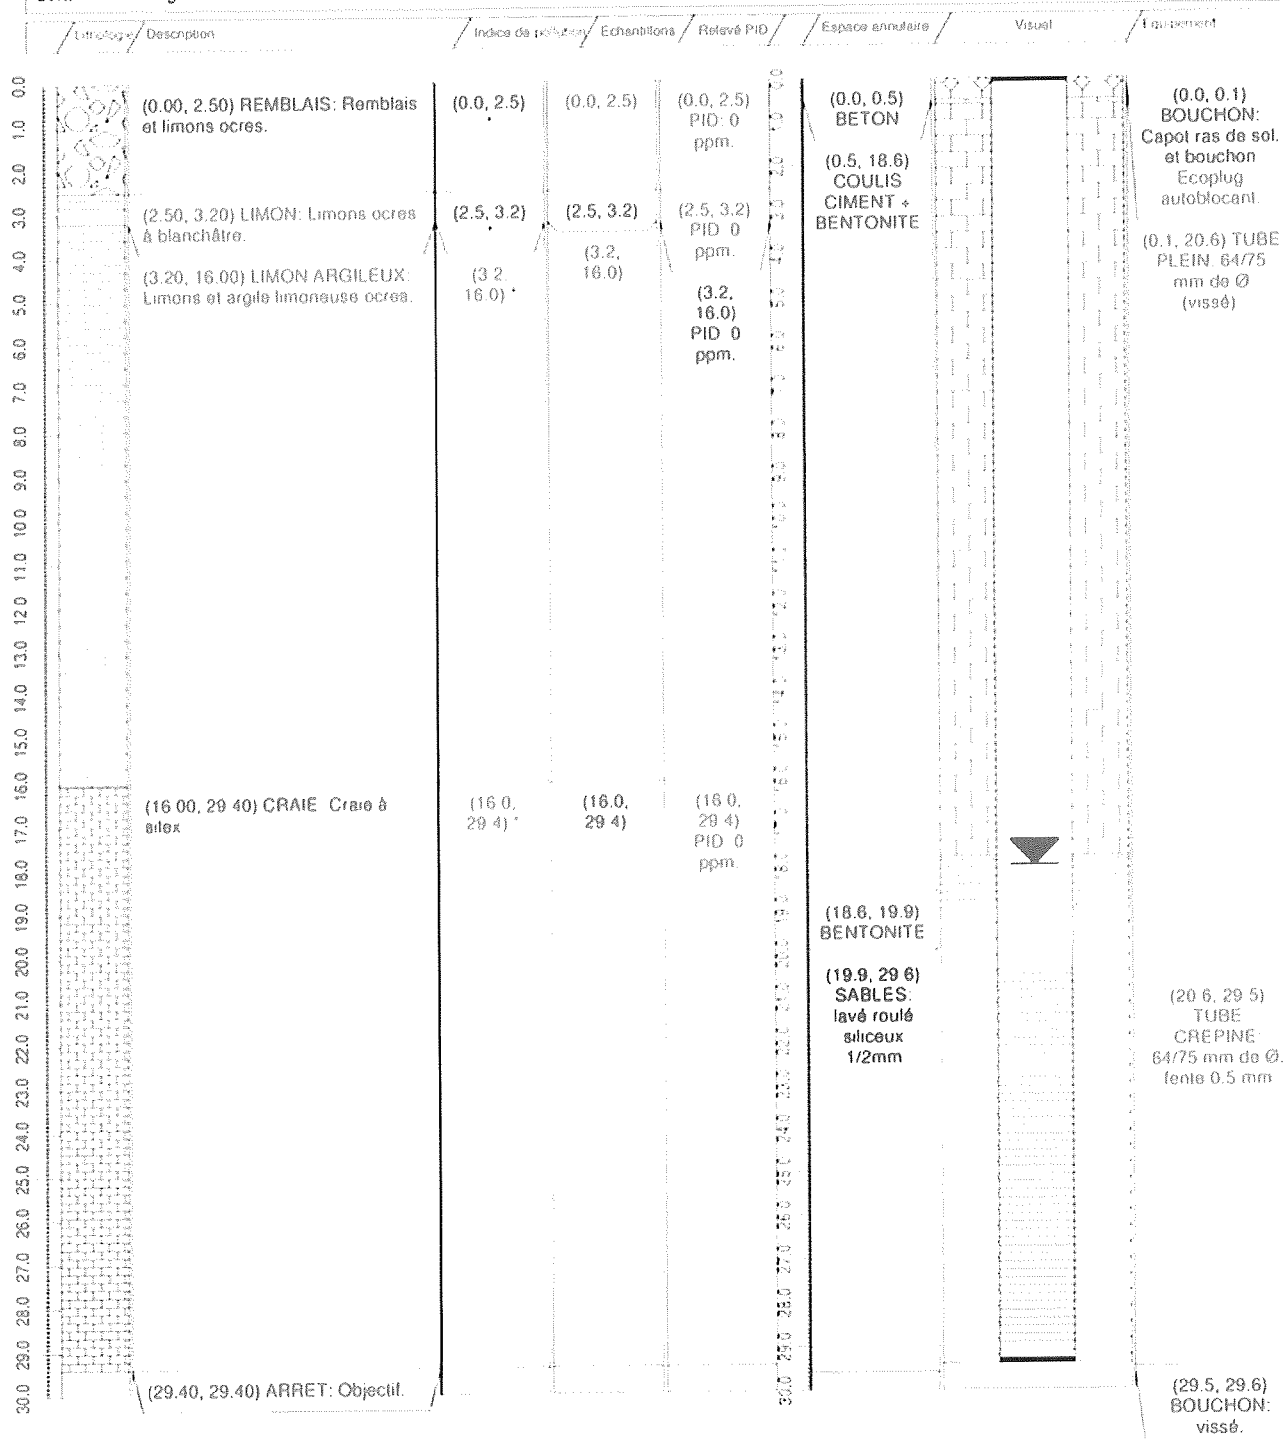 Lithologie
Description
Indice de pollution
Echantillons
Relevé PID
Espace annulaire
Visuel
Equipement
0.0
1.0
2.0
3.0
4.0
5.0
6.0
7.0
8.0
9.0
10 0
11.0
12 0
13.0
14.0
15.0
16.0
17.0
18.0
19.0
20.0
21.0
22.0
23.0
24.0
25.0
26.0
27.0
28.0
29.0
30.0
(0.00, 2.50) REMBLAIS: Remblais
et limons ocres.
(2.50, 3.20) LIMON: Limons ocres
à blanchâtre.
(3.20, 16.00) LIMON ARGILEUX:
Limons et argile limoneuse ocres.
(16 00, 29 40) CRAIE Craie à
silex
(29.40, 29.40) ARRET: Objectif.
(0.0, 2.5)
(2.5, 3.2)
(3.2
16.0)
(16 0,
29 4)
(0.0, 2.5)
(2.5, 3.2)
(3.2,
16.0)
(16.0,
29 4)
(0.0, 2.5)
PID: 0
ppm.
(2.5, 3.2)
PID 0
ppm.
(3.2,
16.0)
PID 0
ppm.
(16 0,
29 4)
PID 0
ppm.
(0.0, 0.5)
BETON
(0.5, 18.6)
COULIS
CIMENT +
BENTONITE
(18.6, 19.9)
BENTONITE
(19.9, 29 6)
SABLES:
lavé roulé
siliceux
1/2mm
(0.0, 0.1)
BOUCHON:
Capot ras de sol.
et bouchon
Ecoplug
autoblocant.
(0.1, 20.6) TUBE
PLEIN. 64/75
mm de Ø
(vissé)
(20 6, 29 5)
TUBE
CREPINE
64/75 mm de Ø.
fente 0.5 mm
(29.5, 29.6)
BOUCHON:
vissé.